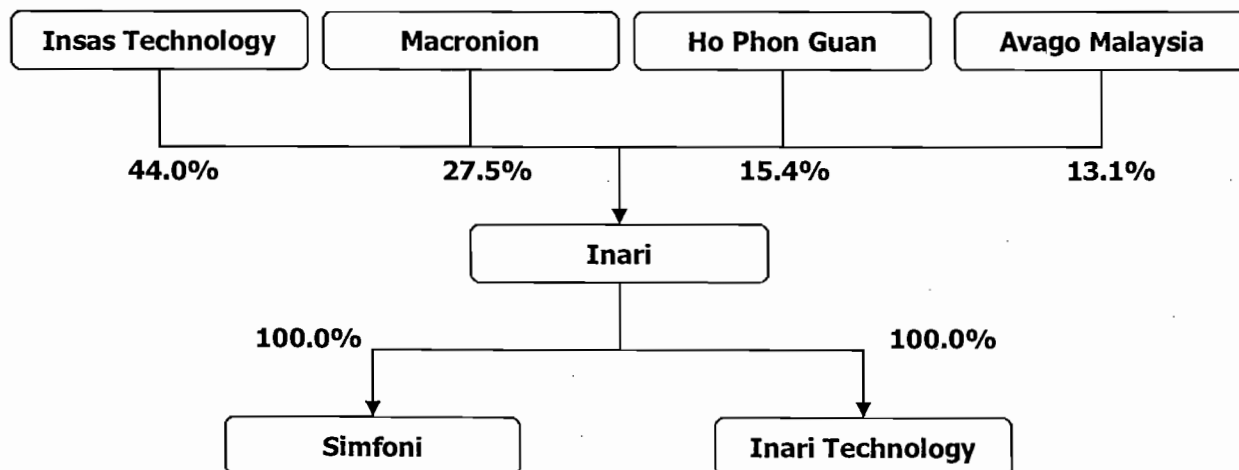 Insas Technology
Macronion
Ho Phon Guan
Avago Malaysia
44.0%
27.5%
15.4%
13.1%
Inari
100.0%
100.0%
Simfoni
Inari Technology